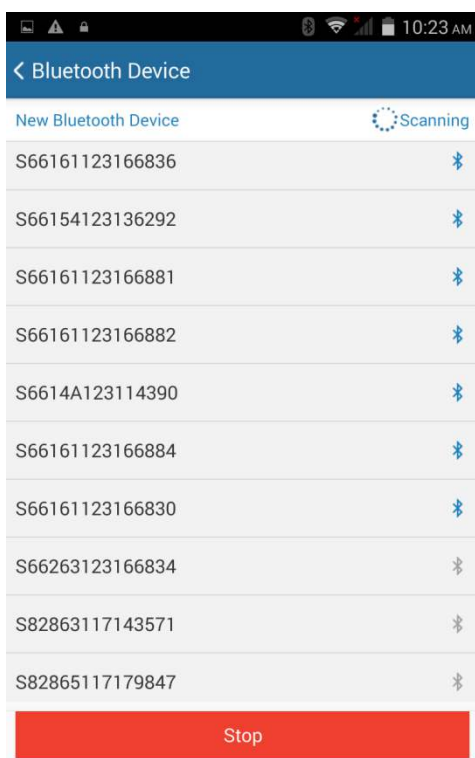 10:23 AM
Bluetooth Device
New Bluetooth Device Scanning
S66161123166836
S66154123136292
S66161123166881
S66161123166882
S6614A123114390
S66161123166884
S66161123166830
S66263123166834
S82863117143571
S82865117179847
Stop